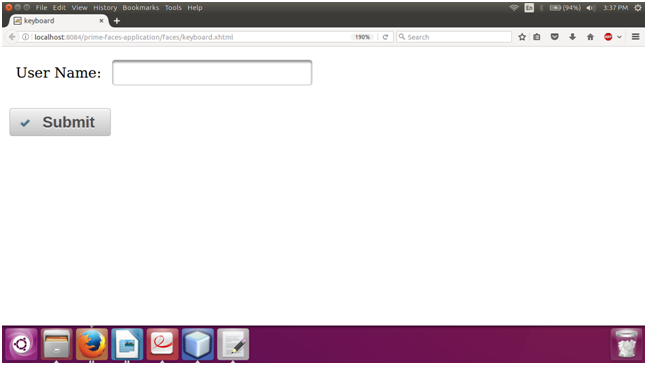 File Edit View History Bookmarks Tools Help En (94%) 3:37 PM
keyboard
localhost:8084/prime-faces-application/faces/keyboard.xhtml 190% Search ABP
User Name:
Submit